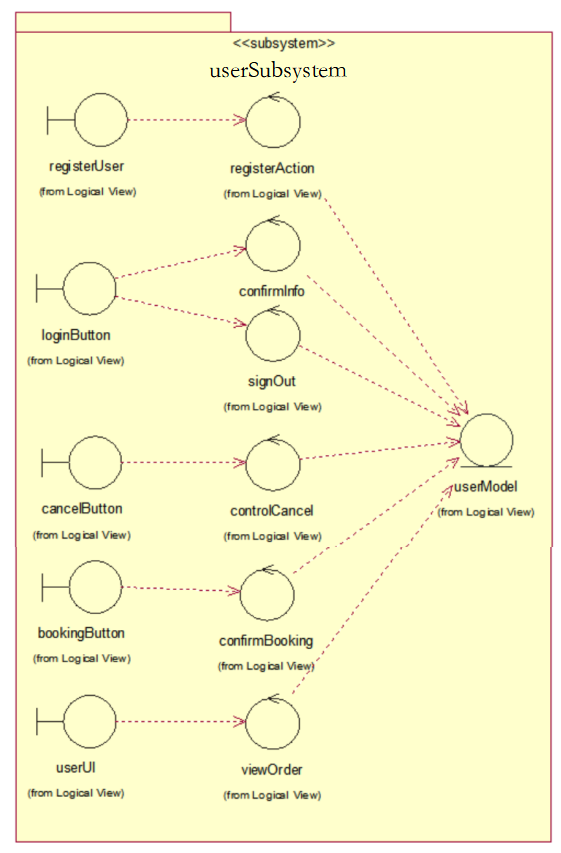 <<subsystem>>
userSubsystem
registerUser
(from Logical View)
registerAction
(from Logical View)
confirmInfo
loginButton
(from Logical View)
signOut
(from Logical View)
cancelButton
(from Logical View)
controlCancel
(from Logical View)
userModel
(from Logical View)
bookingButton
(from Logical View)
confirmBooking
(from Logical View)
userUI
(from Logical View)
viewOrder
(from Logical View)